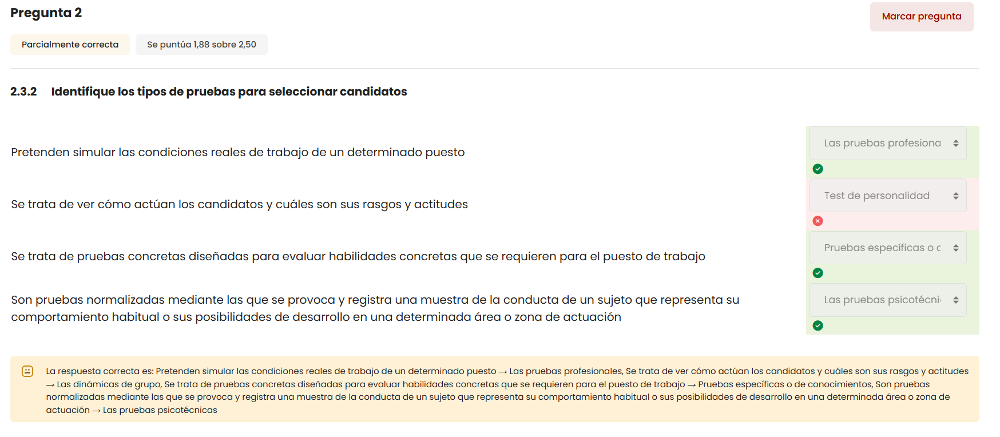 Pregunta 2
Marcar pregunta
Parcialmente correcta
Se puntúa 1,88 sobre 2,50
2.3.2 Identifique los tipos de pruebas para seleccionar candidatos
Pretenden simular las condiciones reales de trabajo de un determinado puesto
Las pruebas profesiona
Se trata de ver cómo actúan los candidatos y cuáles son sus rasgos y actitudes
Test de personalidad
Se trata de pruebas concretas diseñadas para evaluar habilidades concretas que se requieren para el puesto de trabajo
Pruebas específicas o c
Son pruebas normalizadas mediante las que se provoca y registra una muestra de la conducta de un sujeto que representa su
comportamiento habitual o sus posibilidades de desarrollo en una determinada área o zona de actuación
Las pruebas psicotécni
La respuesta correcta es: Pretenden simular las condiciones reales de trabajo de un determinado puesto → Las pruebas profesionales, Se trata de ver cómo actúan los candidatos y cuáles son sus rasgos y actitudes
→ Las dinámicas de grupo, Se trata de pruebas concretas diseñadas para evaluar habilidades concretas que se requieren para el puesto de trabajo → Pruebas específicas o de conocimientos, Son pruebas
normalizadas mediante las que se provoca y registra una muestra de la conducta de un sujeto que representa su comportamiento habitual o sus posibilidades de desarrollo en una determinada área o zona de
actuación → Las pruebas psicotécnicas